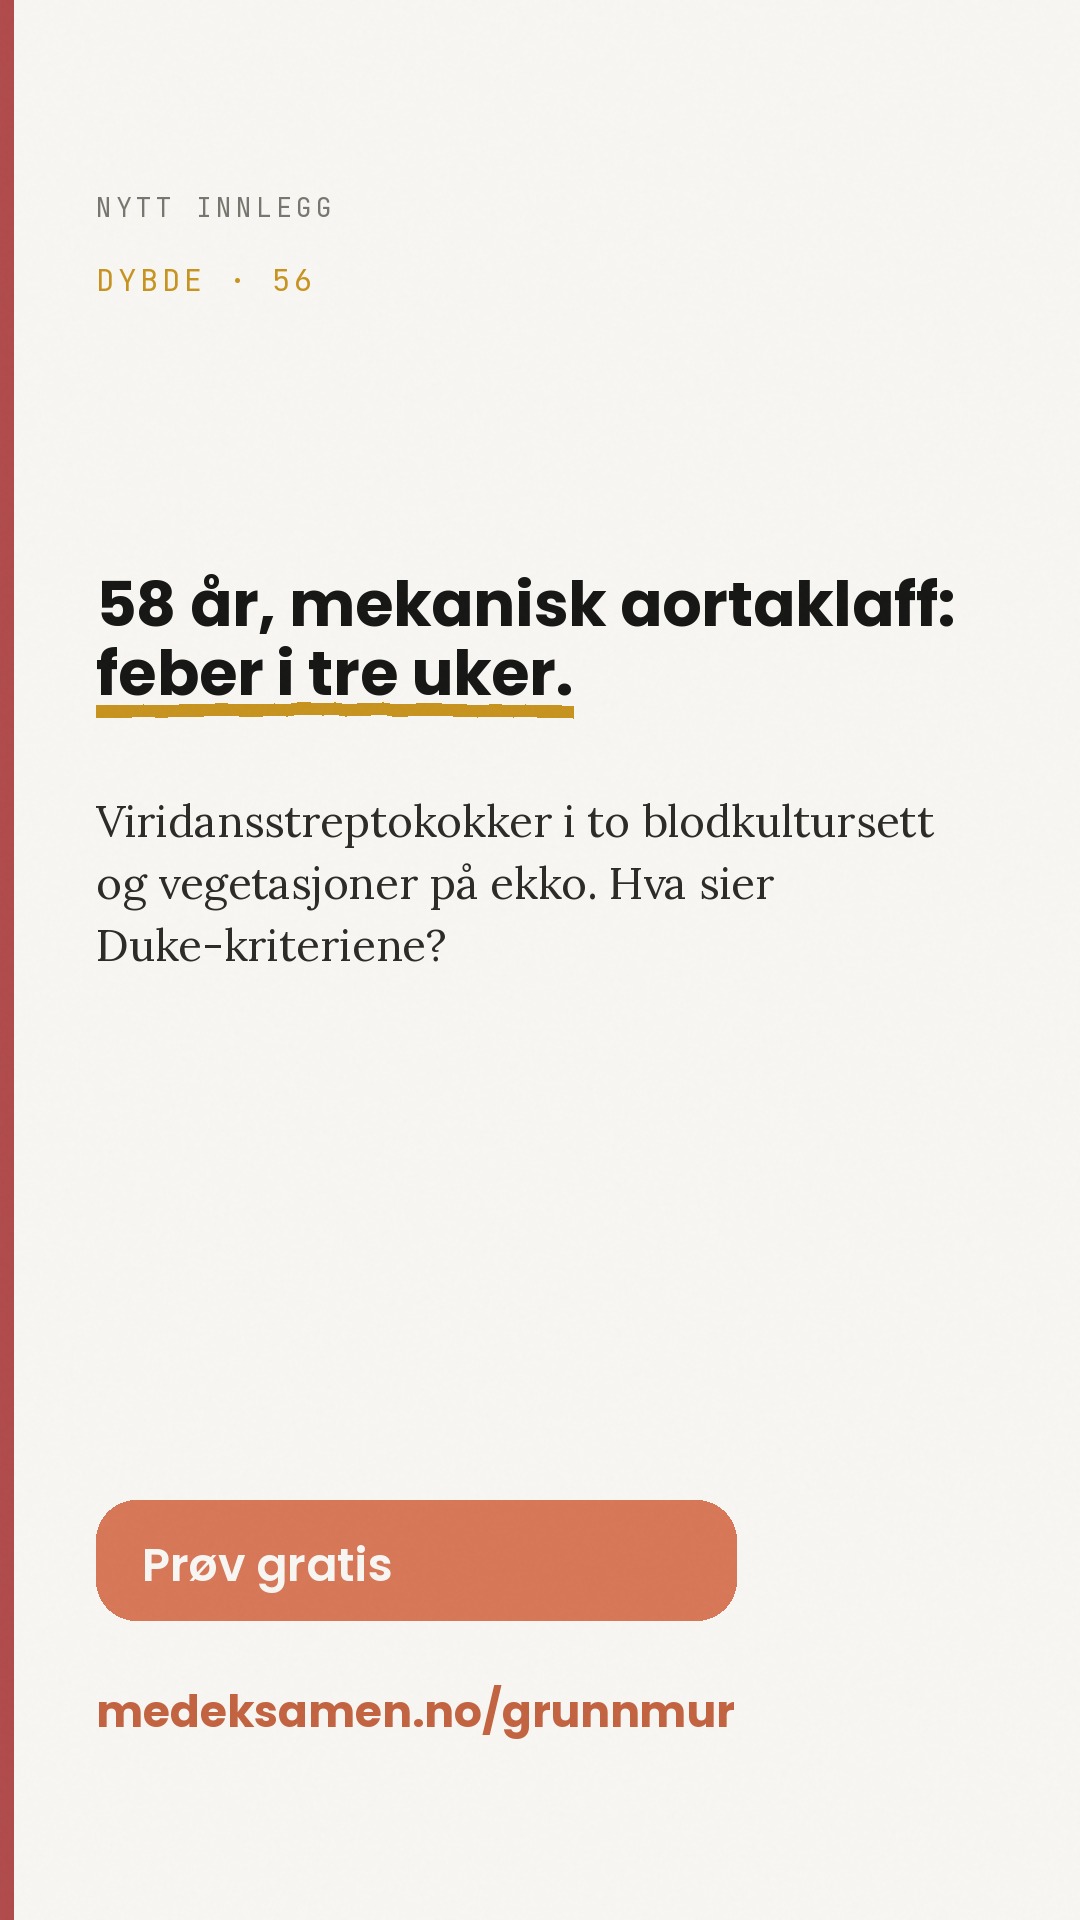 NYTT INNLEGG
DYBDE · 56
58 år, mekanisk aortaklaff:
feber i tre uker.
Viridansstreptokokker i to blodkultursett
og vegetasjoner på ekko. Hva sier
Duke-kriteriene?
Prøv gratis
medeksamen.no/grunnmur